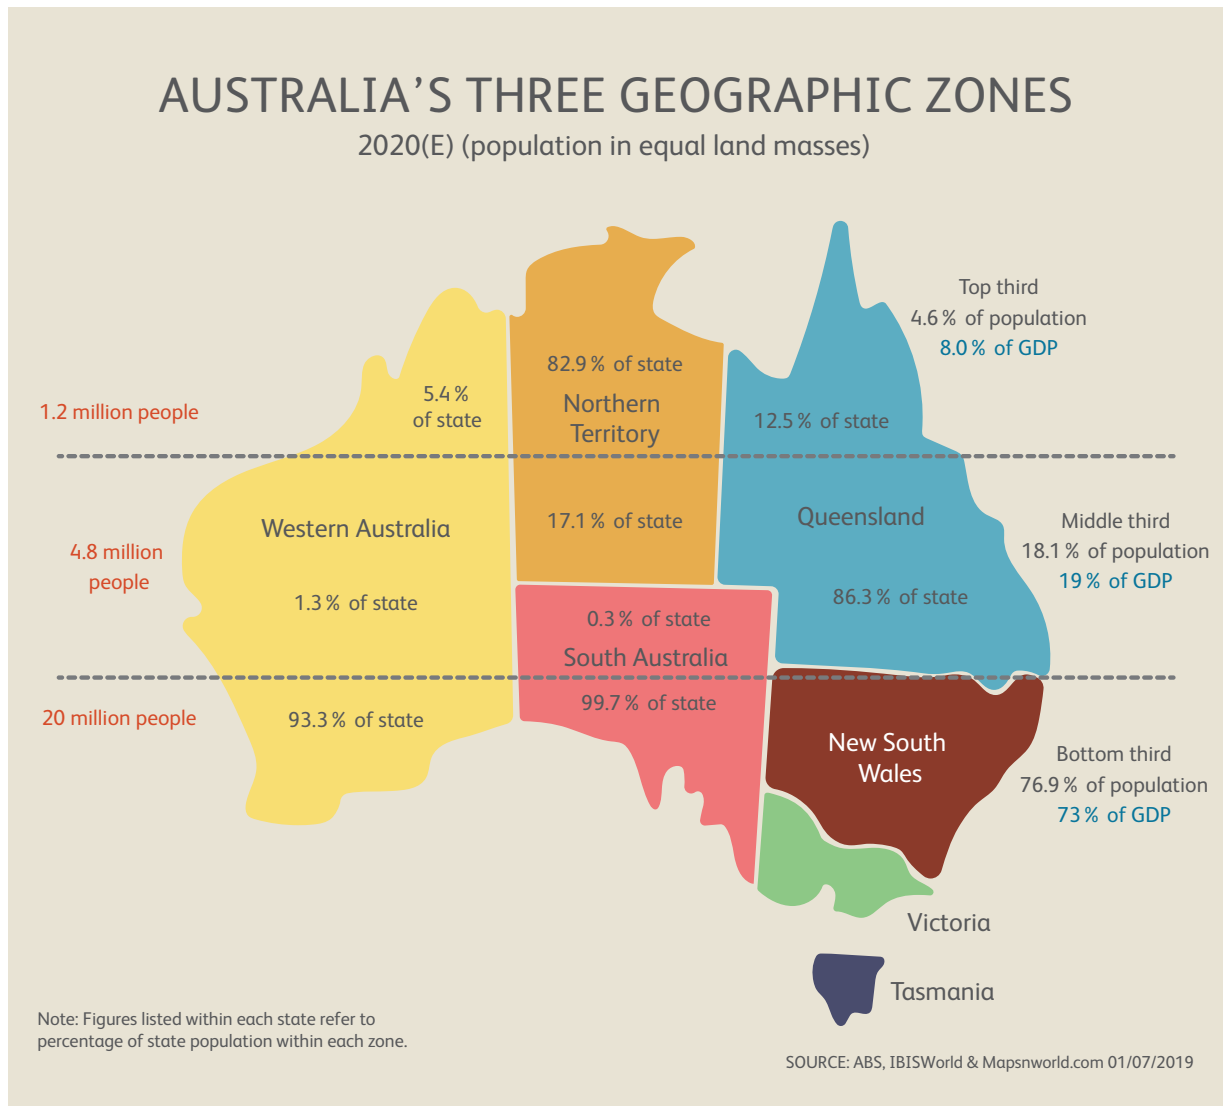 AUSTRALIA’S THREE GEOGRAPHIC ZONES
2020(E) (population in equal land masses)
Top third
4.6 % of population
8.0 % of GDP
1.2 million people
5.4 %
of state
82.9 % of state
Northern
Territory
12.5 % of state
Western Australia
17.1 % of state
Queensland
Middle third
18.1 % of population
19 % of GDP
4.8 million
people
1.3 % of state
86.3 % of state
0.3 % of state
South Australia
20 million people
93.3 % of state
99.7 % of state
New South
Wales
Bottom third
76.9 % of population
73 % of GDP
Victoria
Tasmania
Note: Figures listed within each state refer to
percentage of state population within each zone.
SOURCE: ABS, IBISWorld & Mapsnworld.com 01/07/2019